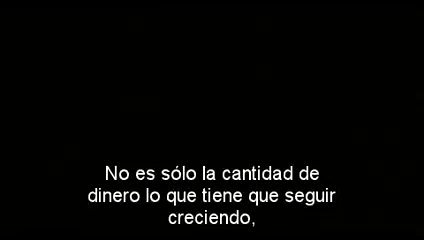 No es sólo la cantidad de
dinero lo que tiene que seguir
creciendo,